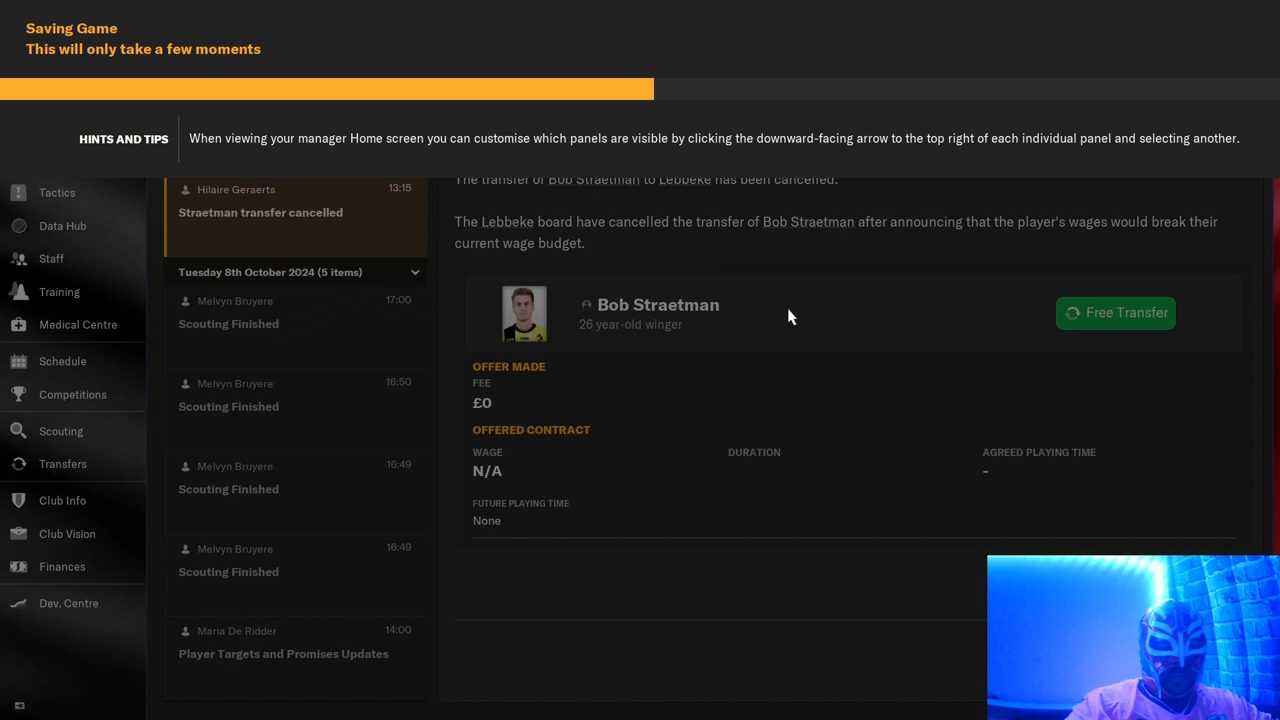 Saving Game
This will only take a few moments
HINTS AND TIPS
When viewing your manager Home screen you can customise which panels are visible by clicking the downward-facing arrow to the top right of each individual panel and selecting another.
Tactics
Data Hub
Staff
Training
Medical Centre
Schedule
Competitions
Scouting
Transfers
Club Info
Club Vision
Finances
Dev. Centre
Hilaire Geraerts 13:15
Straetman transfer cancelled
Tuesday 8th October 2024 (5 items)
Melvyn Bruyere 17:00
Scouting Finished
Melvyn Bruyere 16:50
Scouting Finished
Melvyn Bruyere 16:49
Scouting Finished
Melvyn Bruyere 16:49
Scouting Finished
Maria De Ridder 14:00
Player Targets and Promises Updates
The transfer of Bob Straetman to Lebbeke has been cancelled.
The Lebbeke board have cancelled the transfer of Bob Straetman after announcing that the player's wages would break their
current wage budget.
Bob Straetman
26 year-old winger
Free Transfer
OFFER MADE
FEE
£0
OFFERED CONTRACT
WAGE DURATION AGREED PLAYING TIME
N/A -
FUTURE PLAYING TIME
None